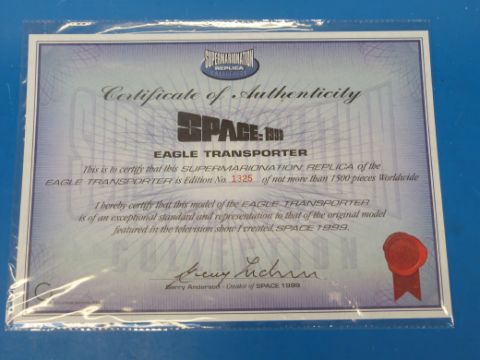 SUPERMARIONATION
REPLICA
Certificate of Authenticity
SPACE: 1999
EAGLE TRANSPORTER
This is to certify that this SUPERMARIONATION REPLICA of the
EAGLE TRANSPORTER is Edition No. 1325 of not more than 1500 pieces Worldwide
I hereby certify that this model of the EAGLE TRANSPORTER
is of an exceptional standard and representation to that of the original model
featured in the television show I created, SPACE 1999.
COLLECTION
Gerry Anderson - Creator of SPACE 1999